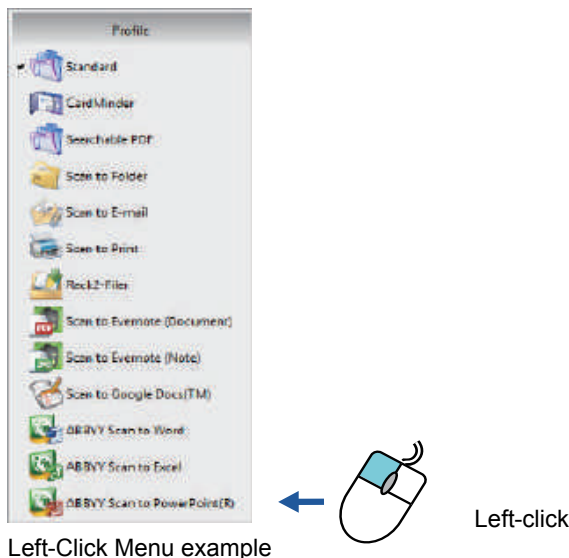 Profile
Standard
CardMinder
Searchable PDF
Scan to Folder
Scan to E-mail
Scan to Print
Rack2-Filer
Scan to Evernote (Document)
Scan to Evernote (Note)
Scan to Google Docs(TM)
ABBYY Scan to Word
ABBYY Scan to Excel
ABBYY Scan to PowerPoint(R)
Left-click
Left-Click Menu example